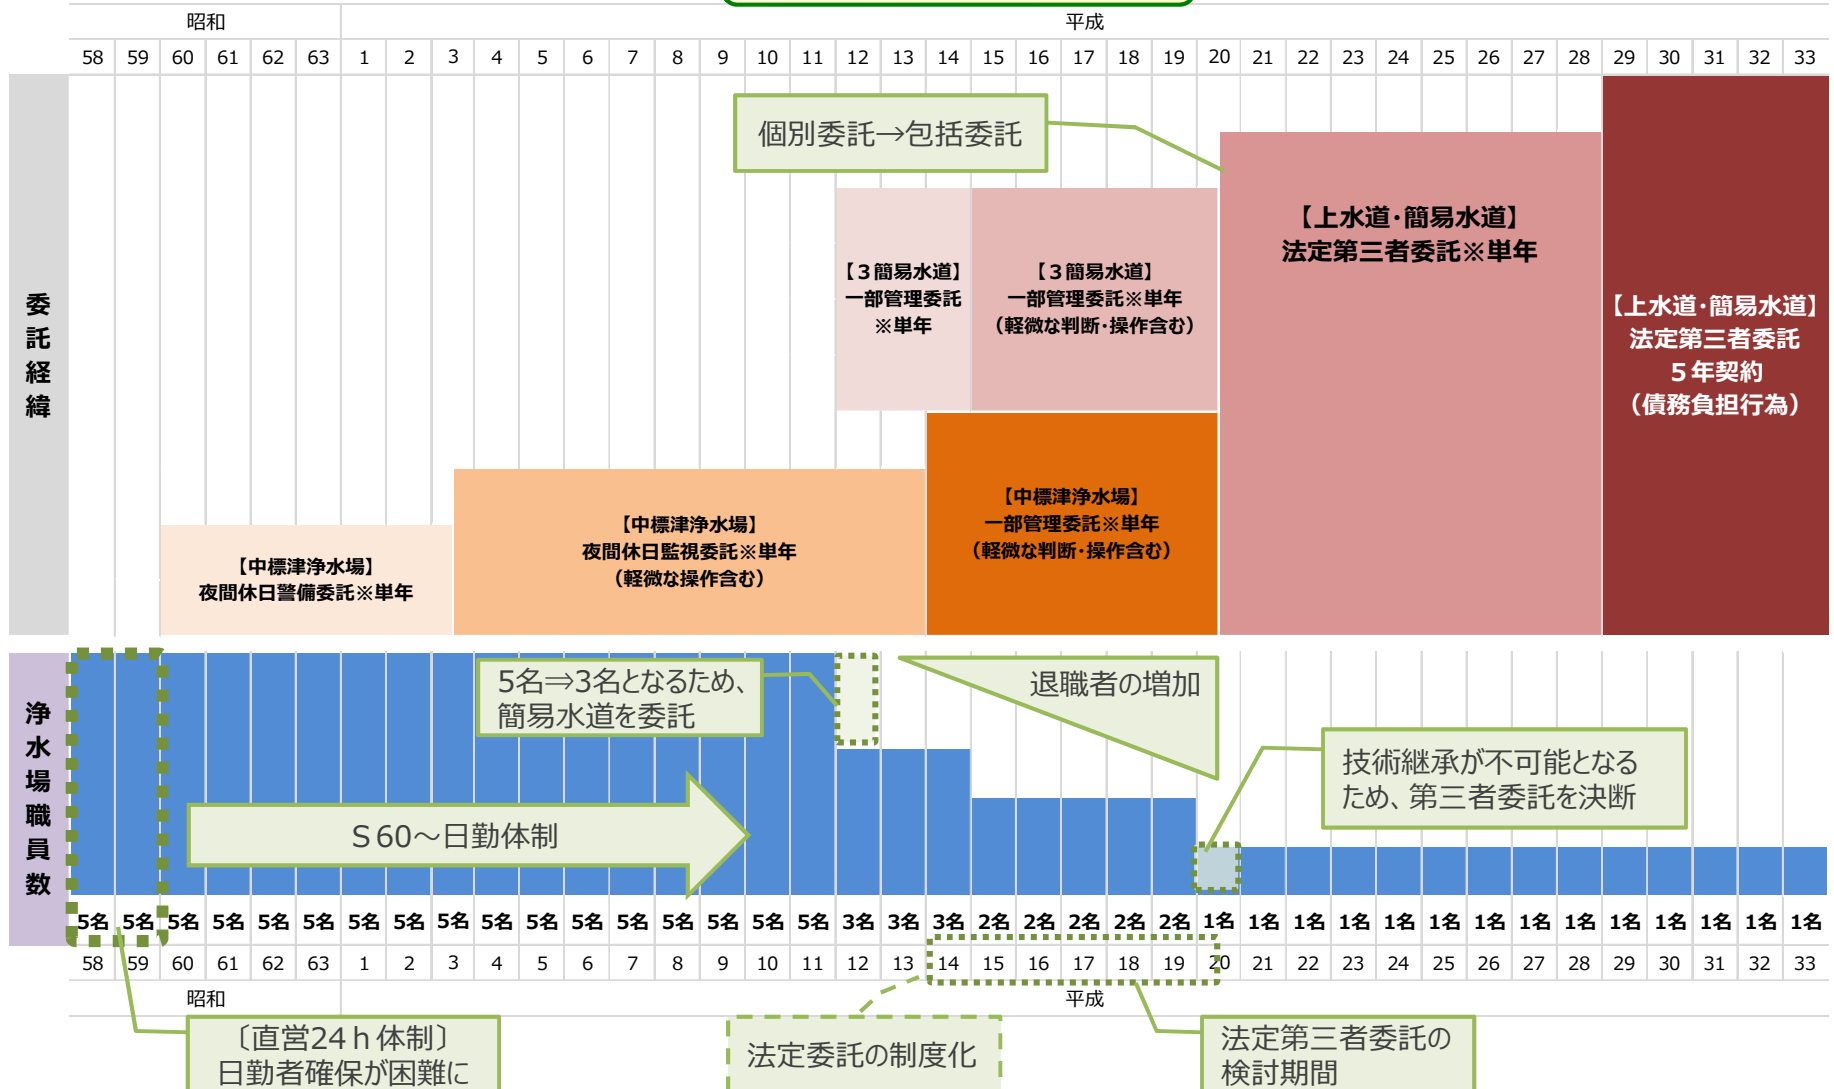 昭和 平成
58 59 60 61 62 63 1 2 3 4 5 6 7 8 9 10 11 12 13 14 15 16 17 18 19 20 21 22 23 24 25 26 27 28 29 30 31 32 33
委託経緯
個別委託→包括委託
【上水道・簡易水道】
法定第三者委託※単年
【３簡易水道】
一部管理委託
※単年
【３簡易水道】
一部管理委託※単年
（軽微な判断・操作含む）
【上水道・簡易水道】
法定第三者委託
５年契約
（債務負担行為）
【中標津浄水場】
夜間休日警備委託※単年
【中標津浄水場】
夜間休日監視委託※単年
（軽微な操作含む）
【中標津浄水場】
一部管理委託※単年
（軽微な判断・操作含む）
浄水場職員数
5名⇒3名となるため、
簡易水道を委託
退職者の増加
技術継承が不可能となる
ため、第三者委託を決断
Ｓ60～日勤体制
5名 5名 5名 5名 5名 5名 5名 5名 5名 5名 5名 5名 5名 5名 5名 5名 5名 3名 3名 3名 2名 2名 2名 2名 2名 1名 1名 1名 1名 1名 1名 1名 1名 1名 1名 1名 1名 1名 1名
58 59 60 61 62 63 1 2 3 4 5 6 7 8 9 10 11 12 13 14 15 16 17 18 19 20 21 22 23 24 25 26 27 28 29 30 31 32 33
昭和 平成
〔直営24ｈ体制〕
日勤者確保が困難に
法定委託の制度化
法定第三者委託の
検討期間